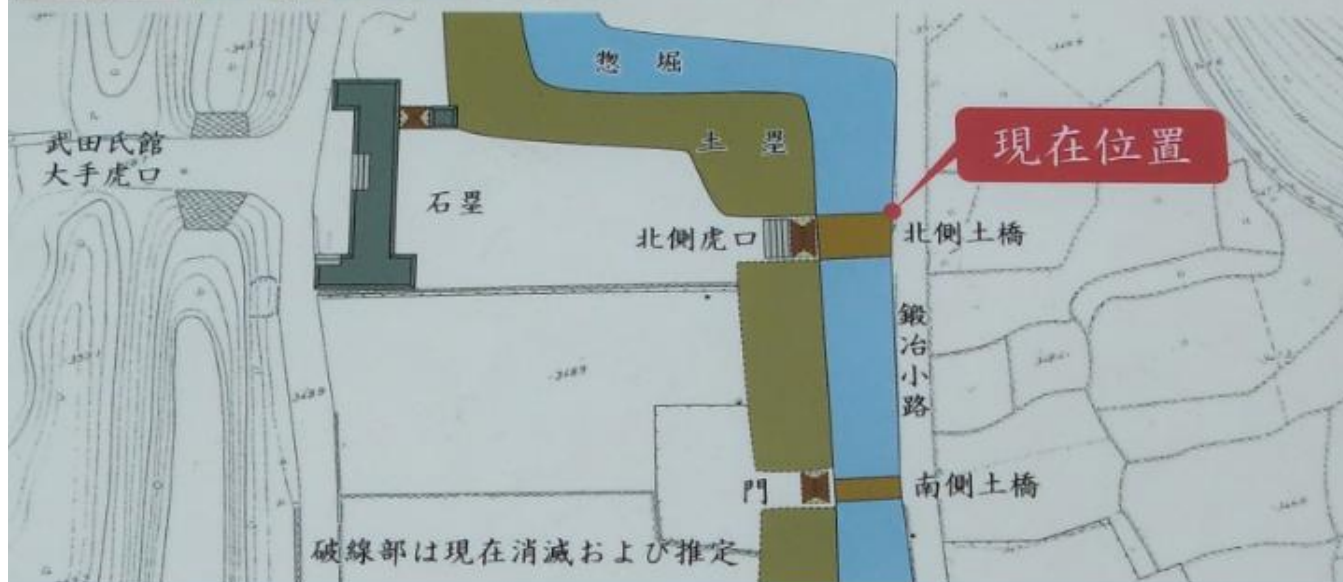 惣堀
武田氏館
大手虎口
土塁
現在位置
石塁
北側虎口
北側土橋
鍛冶小路
門
南側土橋
破線部は現在消滅および推定